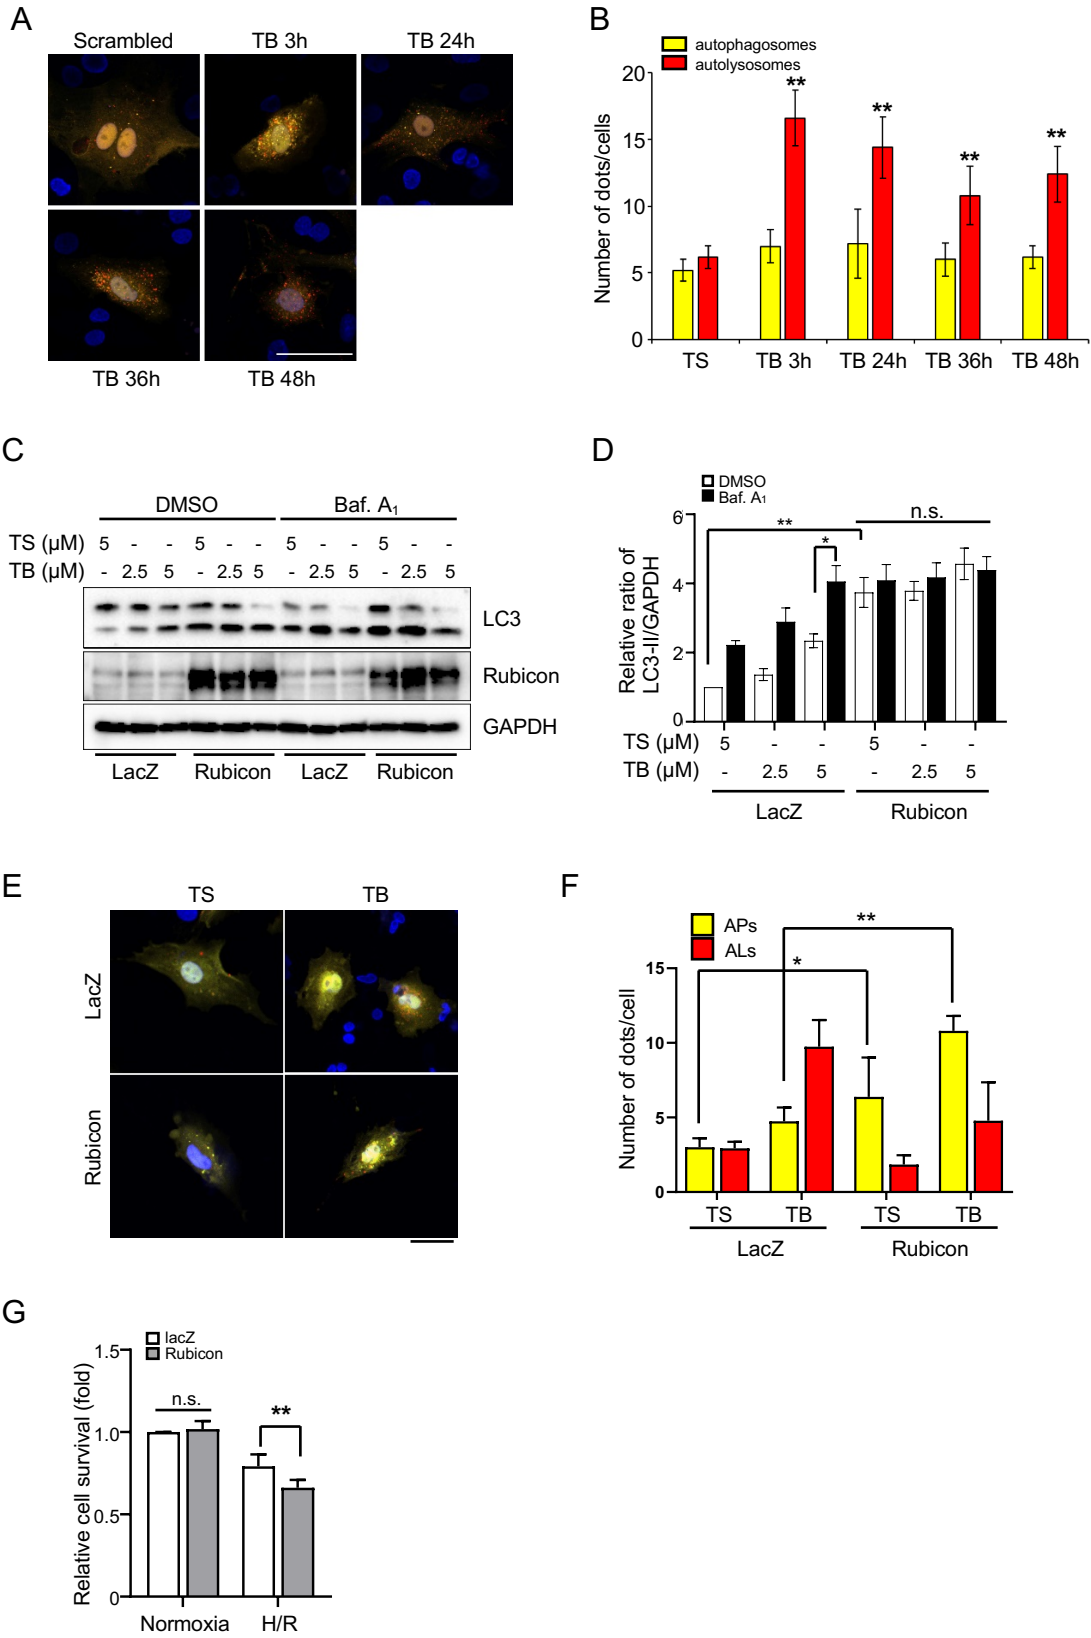 A
Scrambled TB 3h TB 24h
TB 36h TB 48h
B
autophagosomes
autolysosomes
Number of dots/cells
20
15
10
5
0
** ** ** **
TS TB 3h TB 24h TB 36h TB 48h
C
DMSO Baf. A1
TS (µM) 5 - - 5 - - 5 - - 5 - -
TB (µM) - 2.5 5 - 2.5 5 - 2.5 5 - 2.5 5
LC3
Rubicon
GAPDH
LacZ Rubicon LacZ Rubicon
D
DMSO
Baf. A1
Relative ratio of
LC3-II/GAPDH
6
4
2
0
** * n.s.
TS (µM) 5 - - 5 - -
TB (µM) - 2.5 5 - 2.5 5
LacZ Rubicon
E
TS TB
LacZ
Rubicon
F
APs
ALs
Number of dots/cell
15
10
5
0
* **
TS TB TS TB
LacZ Rubicon
G
lacZ
Rubicon
Relative cell survival (fold)
1.5
1.0
0.5
0
n.s. **
Normoxia H/R